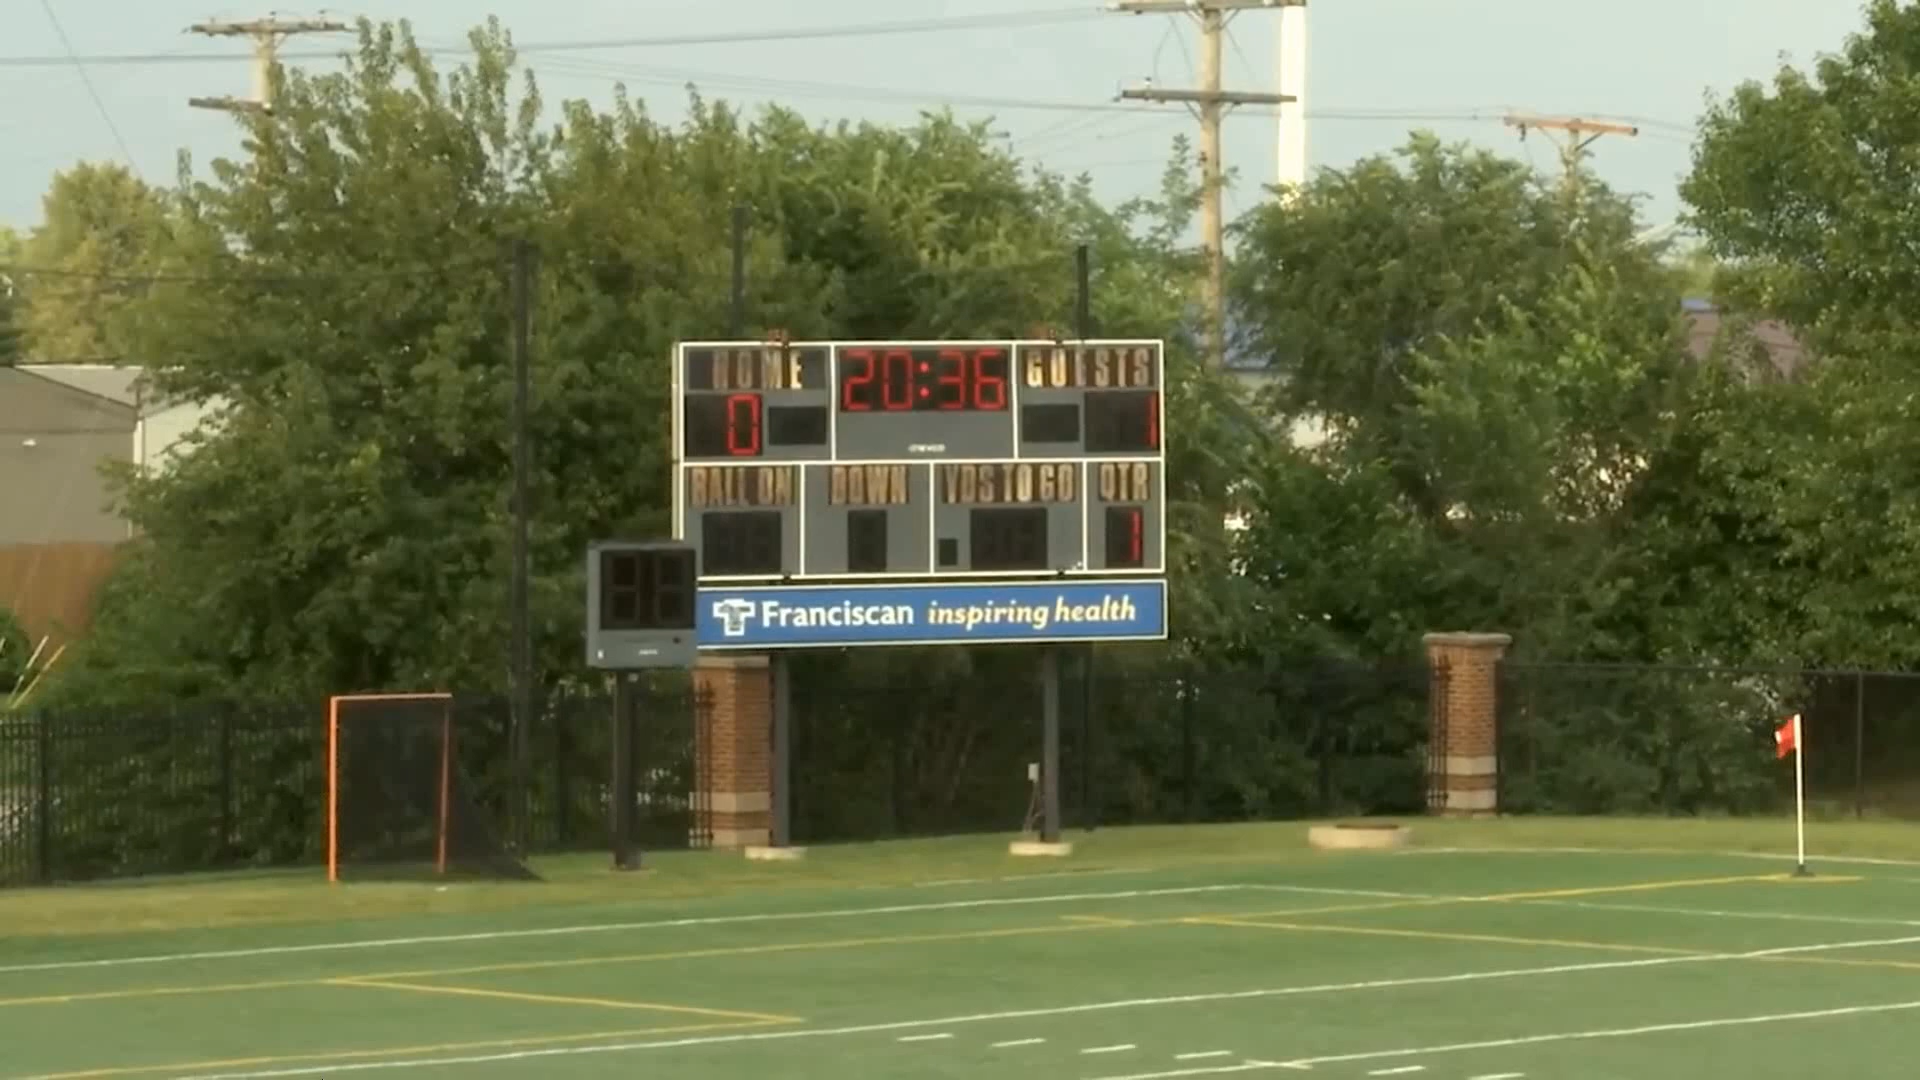 HOME 20:36 GUESTS
0 1
BALL ON DOWN YDS TO GO QTR
1
Franciscan inspiring health